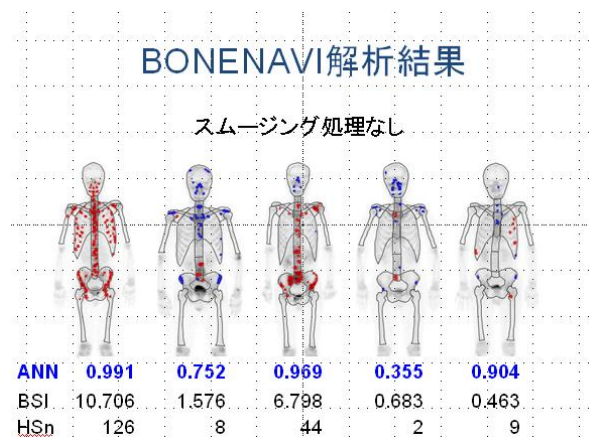 BONENAVI解析結果
スムージング処理なし
ANN 0.991 0.752 0.969 0.355 0.904
BSI 10.706 1.576 6.798 0.683 0.463
HSn 126 8 44 2 9